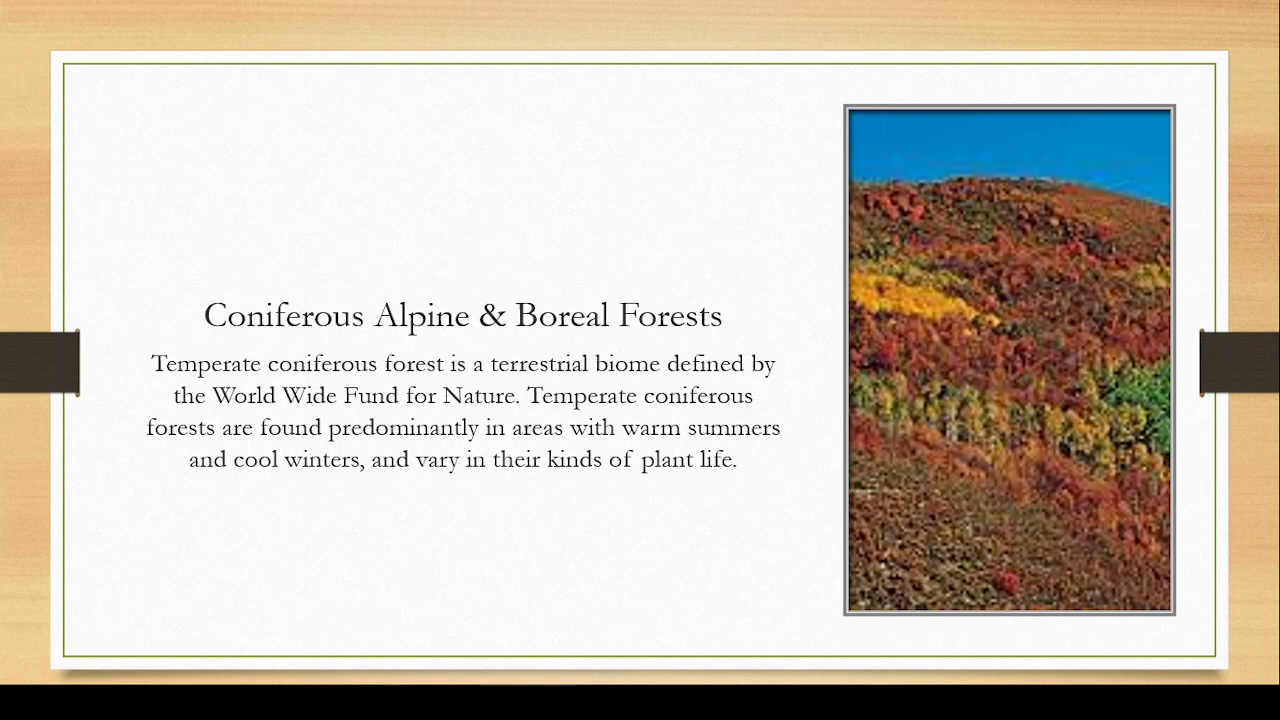 Coniferous Alpine & Boreal Forests
Temperate coniferous forest is a terrestrial biome defined by
the World Wide Fund for Nature. Temperate coniferous
forests are found predominantly in areas with warm summers
and cool winters, and vary in their kinds of plant life.